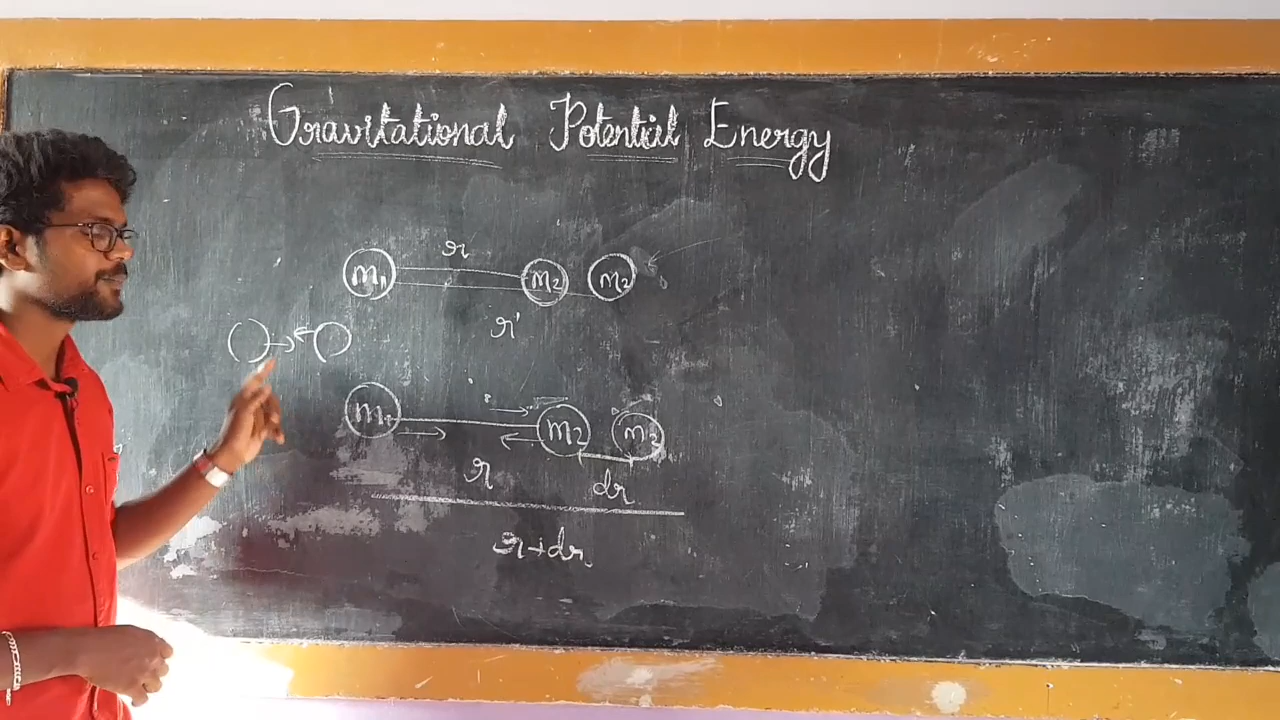 Gravitational Potential Energy
r
m1 m2 m2
r'
m1 m2 m2
r dr
r+dr